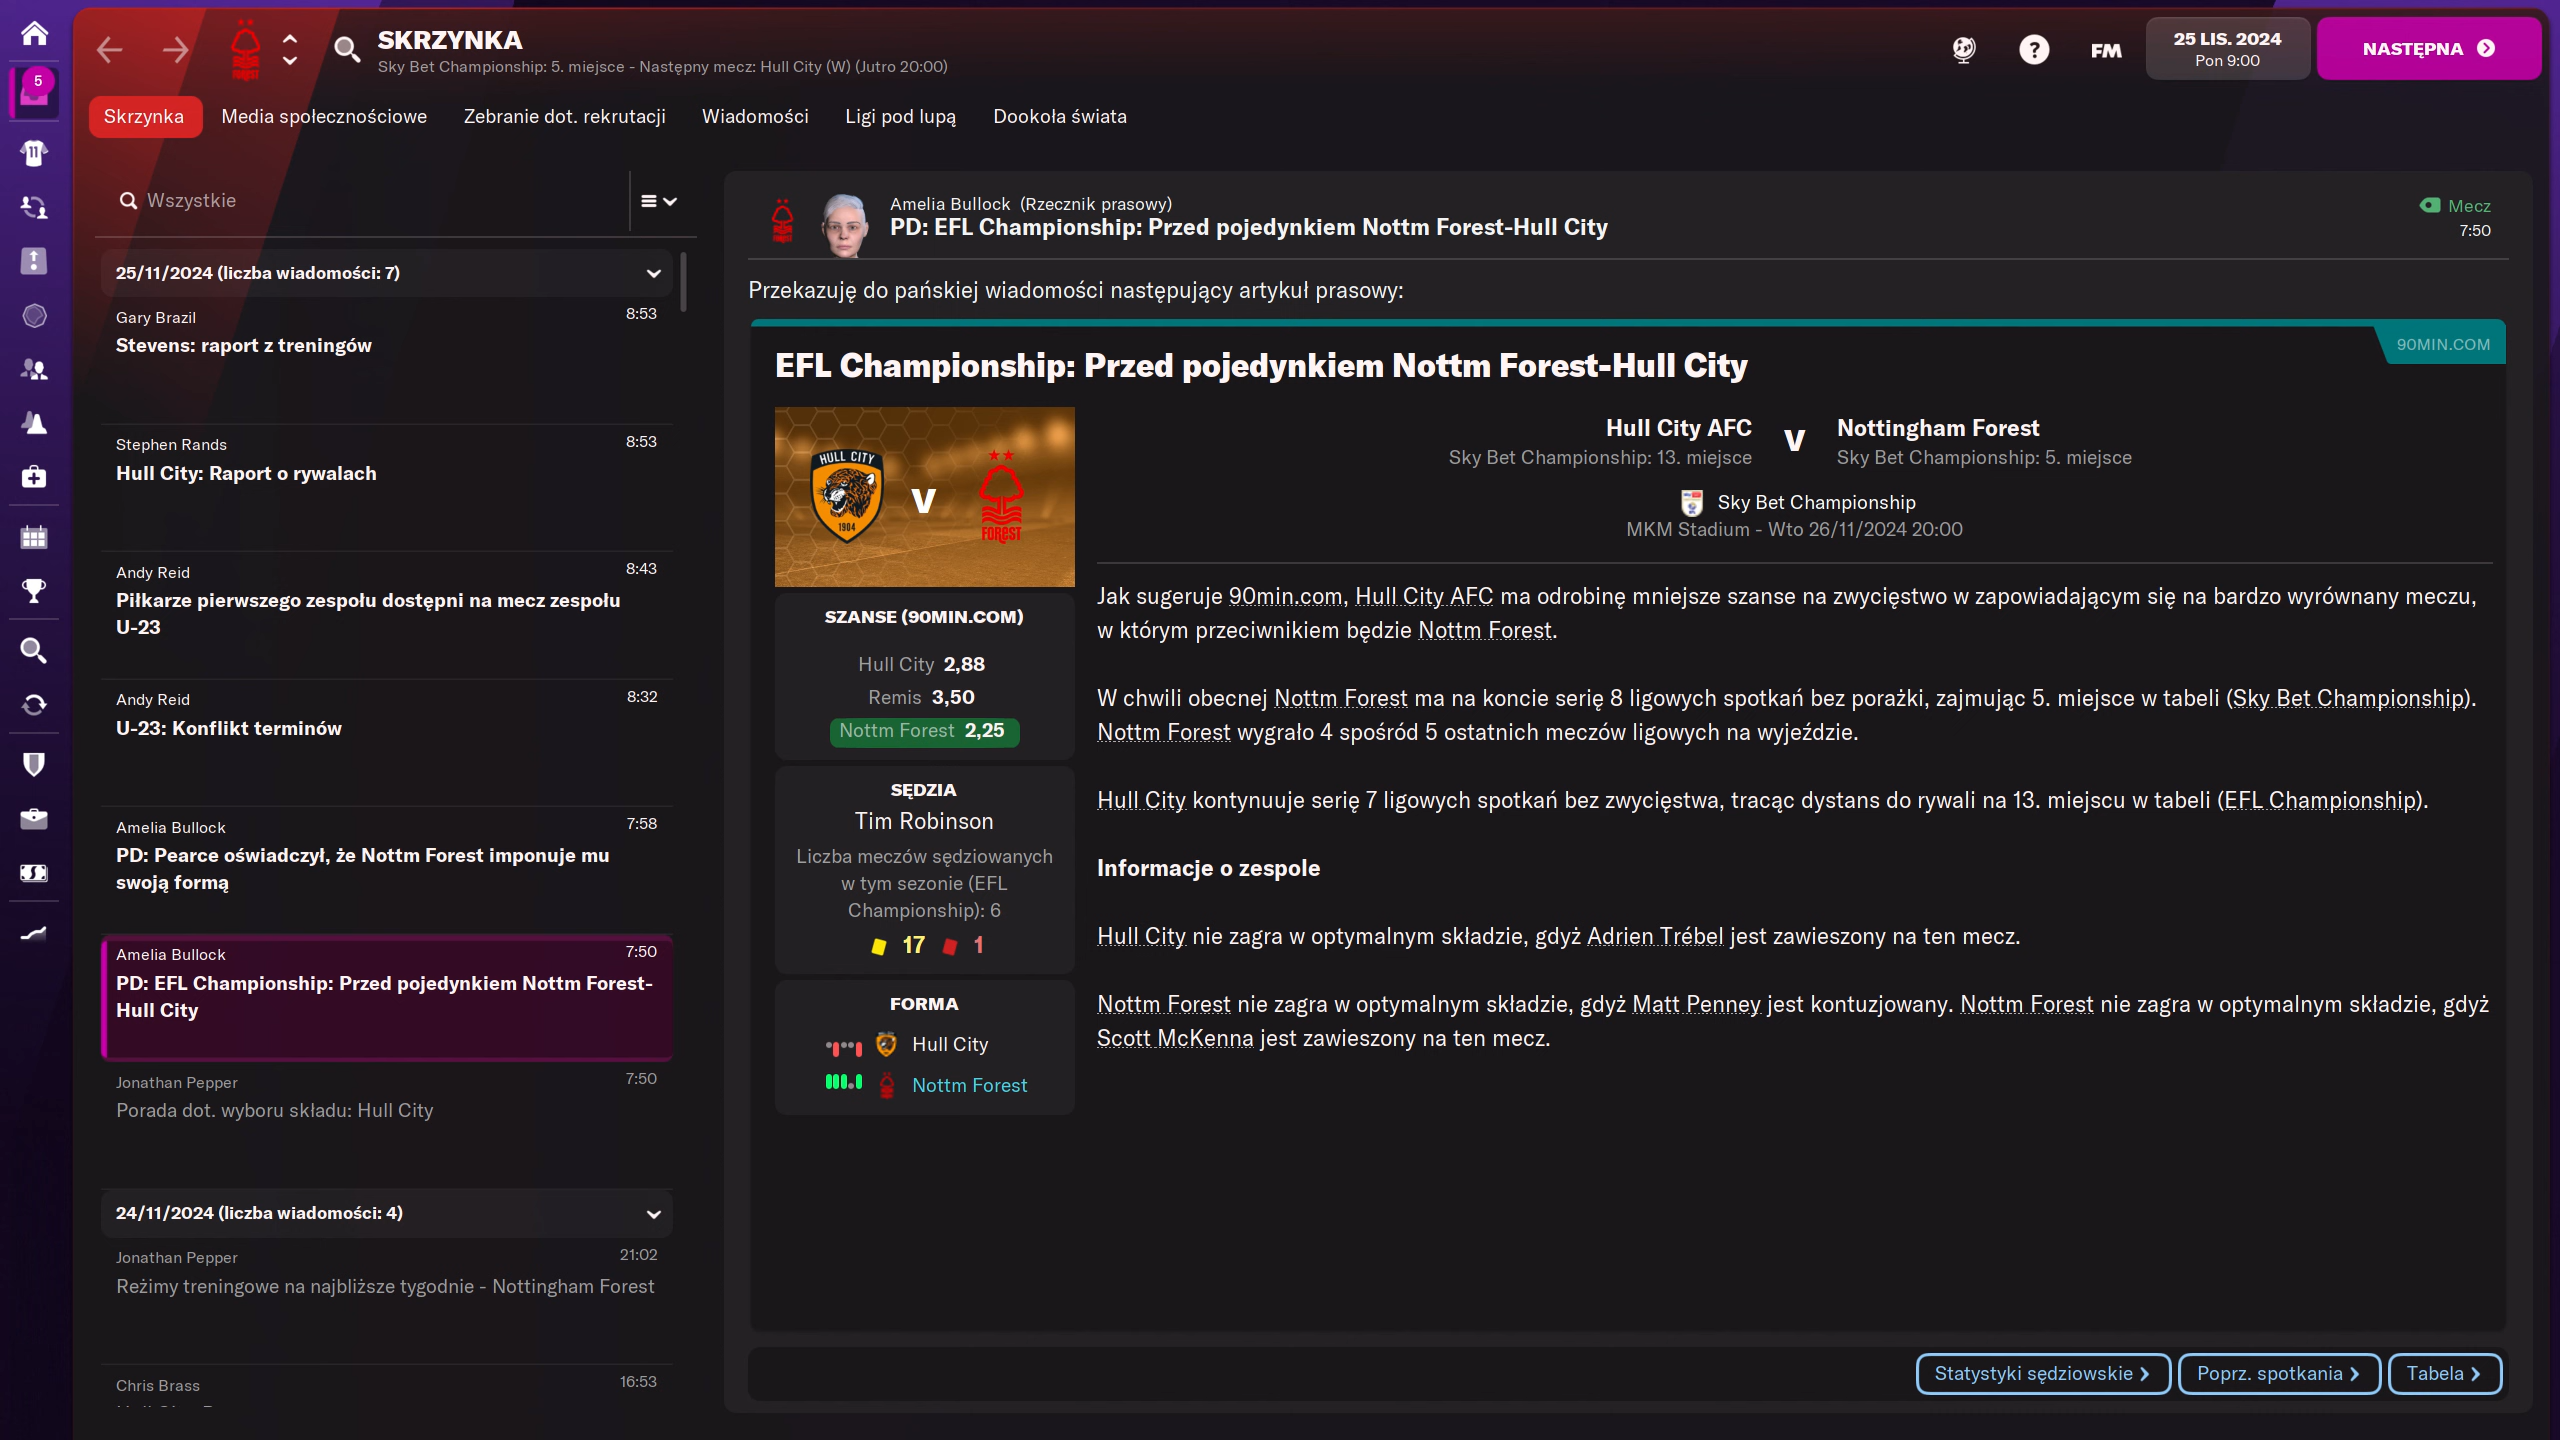 SKRZYNKA
Sky Bet Championship: 5. miejsce - Następny mecz: Hull City (W) (Jutro 20:00)
FM
25 LIS. 2024
Pon 9:00
NASTĘPNA
5
Skrzynka
Media społecznościowe
Zebranie dot. rekrutacji
Wiadomości
Ligi pod lupą
Dookoła świata
11
Wszystkie
25/11/2024 (liczba wiadomości: 7)
Gary Brazil 8:53
Stevens: raport z treningów
Stephen Rands 8:53
Hull City: Raport o rywalach
Andy Reid 8:43
Piłkarze pierwszego zespołu dostępni na mecz zespołu
U-23
Andy Reid 8:32
U-23: Konflikt terminów
Amelia Bullock 7:58
PD: Pearce oświadczył, że Nottm Forest imponuje mu
swoją formą
Amelia Bullock 7:50
PD: EFL Championship: Przed pojedynkiem Nottm Forest-
Hull City
Jonathan Pepper 7:50
Porada dot. wyboru składu: Hull City
24/11/2024 (liczba wiadomości: 4)
Jonathan Pepper 21:02
Reżimy treningowe na najbliższe tygodnie - Nottingham Forest
Chris Brass 16:53
Amelia Bullock (Rzecznik prasowy)
PD: EFL Championship: Przed pojedynkiem Nottm Forest-Hull City
Mecz
7:50
Przekazuję do pańskiej wiadomości następujący artykuł prasowy:
90MIN.COM
EFL Championship: Przed pojedynkiem Nottm Forest-Hull City
HULL CITY
1904
V
FOREST
Hull City AFC v Nottingham Forest
Sky Bet Championship: 13. miejsce
Sky Bet Championship: 5. miejsce
Sky Bet Championship
MKM Stadium - Wto 26/11/2024 20:00
SZANSE (90MIN.COM)
Hull City 2,88
Remis 3,50
Nottm Forest 2,25
SĘDZIA
Tim Robinson
Liczba meczów sędziowanych
w tym sezonie (EFL
Championship): 6
17 1
FORMA
Hull City
Nottm Forest
Jak sugeruje 90min.com, Hull City AFC ma odrobinę mniejsze szanse na zwycięstwo w zapowiadającym się na bardzo wyrównany meczu,
w którym przeciwnikiem będzie Nottm Forest.
W chwili obecnej Nottm Forest ma na koncie serię 8 ligowych spotkań bez porażki, zajmując 5. miejsce w tabeli (Sky Bet Championship).
Nottm Forest wygrało 4 spośród 5 ostatnich meczów ligowych na wyjeździe.
Hull City kontynuuje serię 7 ligowych spotkań bez zwycięstwa, tracąc dystans do rywali na 13. miejscu w tabeli (EFL Championship).
Informacje o zespole
Hull City nie zagra w optymalnym składzie, gdyż Adrien Trébel jest zawieszony na ten mecz.
Nottm Forest nie zagra w optymalnym składzie, gdyż Matt Penney jest kontuzjowany. Nottm Forest nie zagra w optymalnym składzie, gdyż
Scott McKenna jest zawieszony na ten mecz.
Statystyki sędziowskie
Poprz. spotkania
Tabela